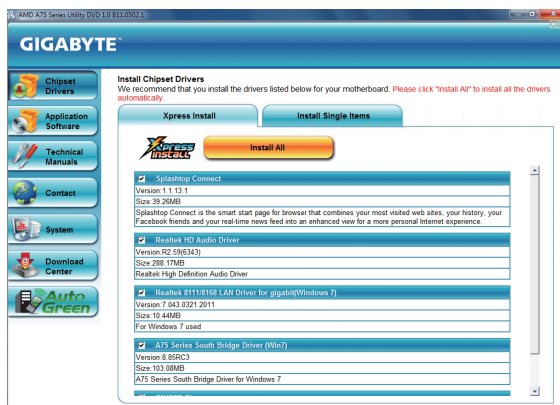 AMD A75 Series Utility DVD 1.0 B11.0502.1
GIGABYTE™
Chipset
Drivers
Application
Software
Technical
Manuals
Contact
System
Download
Center
Auto
Green
Install Chipset Drivers
We recommend that you install the drivers listed below for your motherboard. Please click "Install All" to install all the drivers
automatically.
Xpress Install
Install Single Items
Xpress
INSTALL
Install All
Splashtop Connect
Version:1.1.13.1
Size:39.26MB
Splashtop Connect is the smart start page for browser that combines your most visited web sites, your history, your
Facebook friends and your real-time news feed into an enhanced view for a more personal Internet experience.
Realtek HD Audio Driver
Version:R2.59(6343)
Size:288.17MB
Realtek High Definition Audio Driver
Realtek 8111/8168 LAN Driver for gigabit(Windows 7)
Version:7.043.0321.2011
Size:10.44MB
For Windows 7 used
A75 Series South Bridge Driver (Win7)
Version:8.85RC3
Size:103.08MB
A75 Series South Bridge Driver for Windows 7